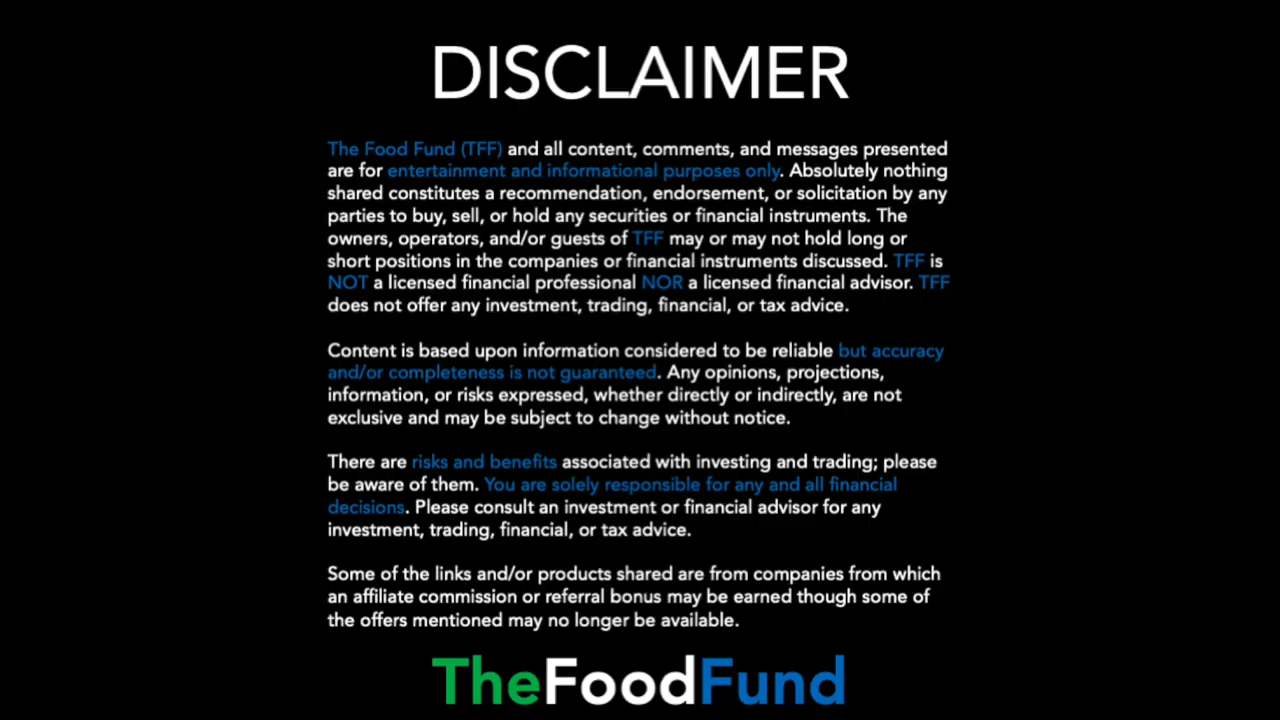 DISCLAIMER
The Food Fund (TFF) and all content, comments, and messages presented
are for entertainment and informational purposes only. Absolutely nothing
shared constitutes a recommendation, endorsement, or solicitation by any
parties to buy, sell, or hold any securities or financial instruments. The
owners, operators, and/or guests of TFF may or may not hold long or
short positions in the companies or financial instruments discussed. TFF is
NOT a licensed financial professional NOR a licensed financial advisor. TFF
does not offer any investment, trading, financial, or tax advice.
Content is based upon information considered to be reliable but accuracy
and/or completeness is not guaranteed. Any opinions, projections,
information, or risks expressed, whether directly or indirectly, are not
exclusive and may be subject to change without notice.
There are risks and benefits associated with investing and trading; please
be aware of them. You are solely responsible for any and all financial
decisions. Please consult an investment or financial advisor for any
investment, trading, financial, or tax advice.
Some of the links and/or products shared are from companies from which
an affiliate commission or referral bonus may be earned though some of
the offers mentioned may no longer be available.
TheFoodFund